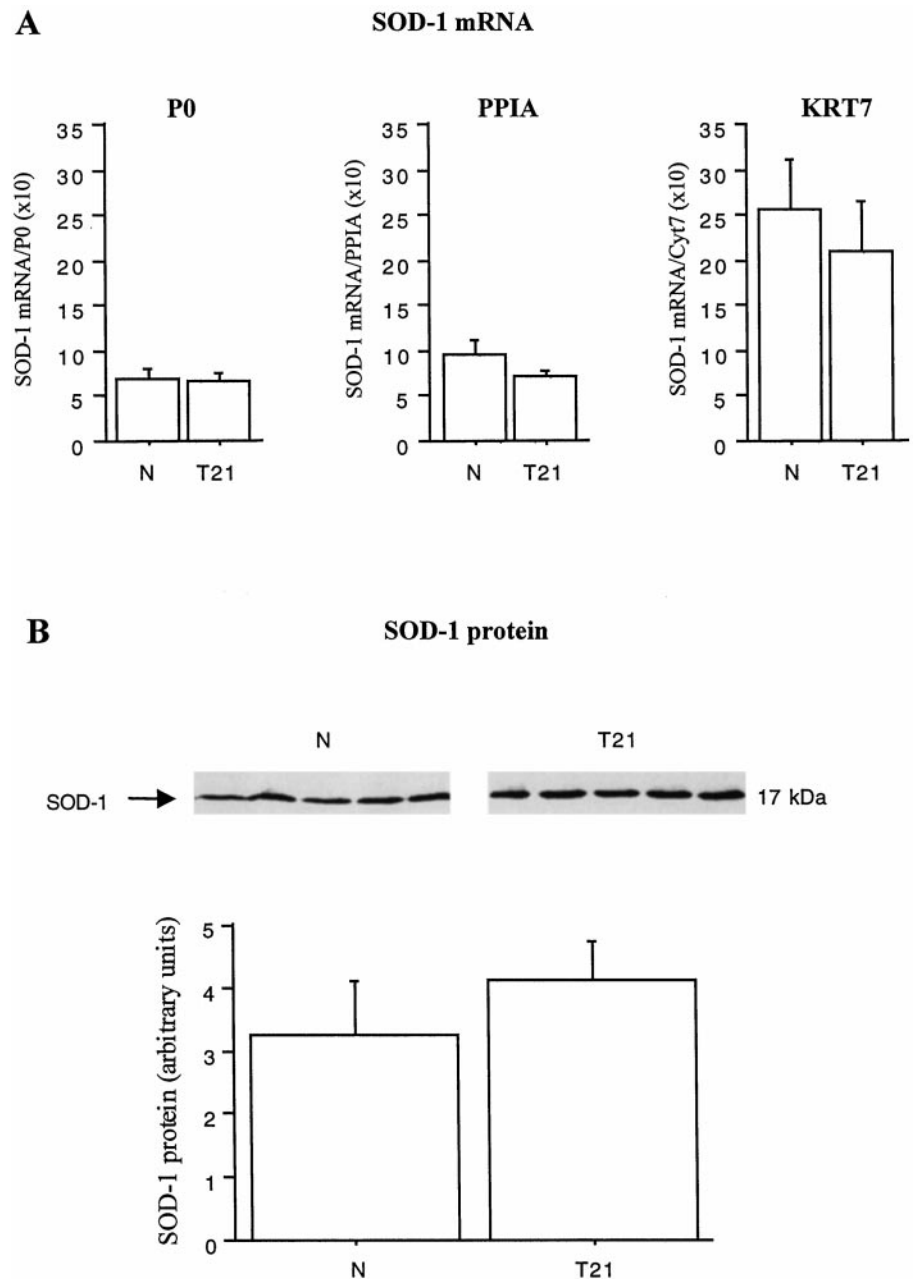 A
SOD-1 mRNA
P0
SOD-1 mRNA/P0 (x10)
35
30
25
20
15
10
5
0
N T21
PPIA
SOD-1 mRNA/PPIA (x10)
35
30
25
20
15
10
5
0
N T21
KRT7
SOD-1 mRNA/Cyt7 (x10)
35
30
25
20
15
10
5
0
N T21
B
SOD-1 protein
N T21
SOD-1 17 kDa
SOD-1 protein (arbitrary units)
5
4
3
2
1
0
N T21